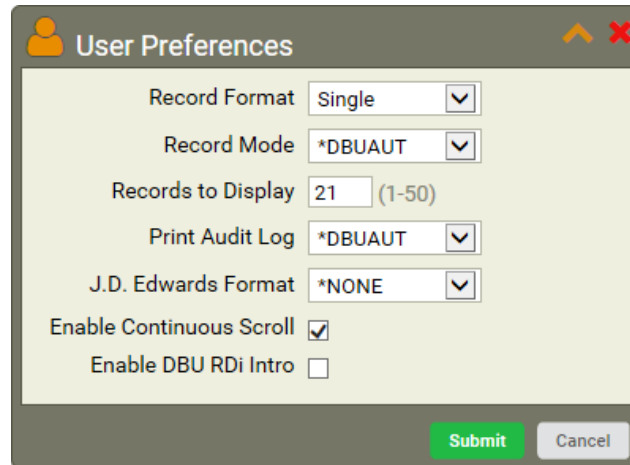 User Preferences
Record Format Single
Record Mode *DBUAUT
Records to Display 21 (1-50)
Print Audit Log *DBUAUT
J.D. Edwards Format *NONE
Enable Continuous Scroll
Enable DBU RDi Intro
Submit Cancel